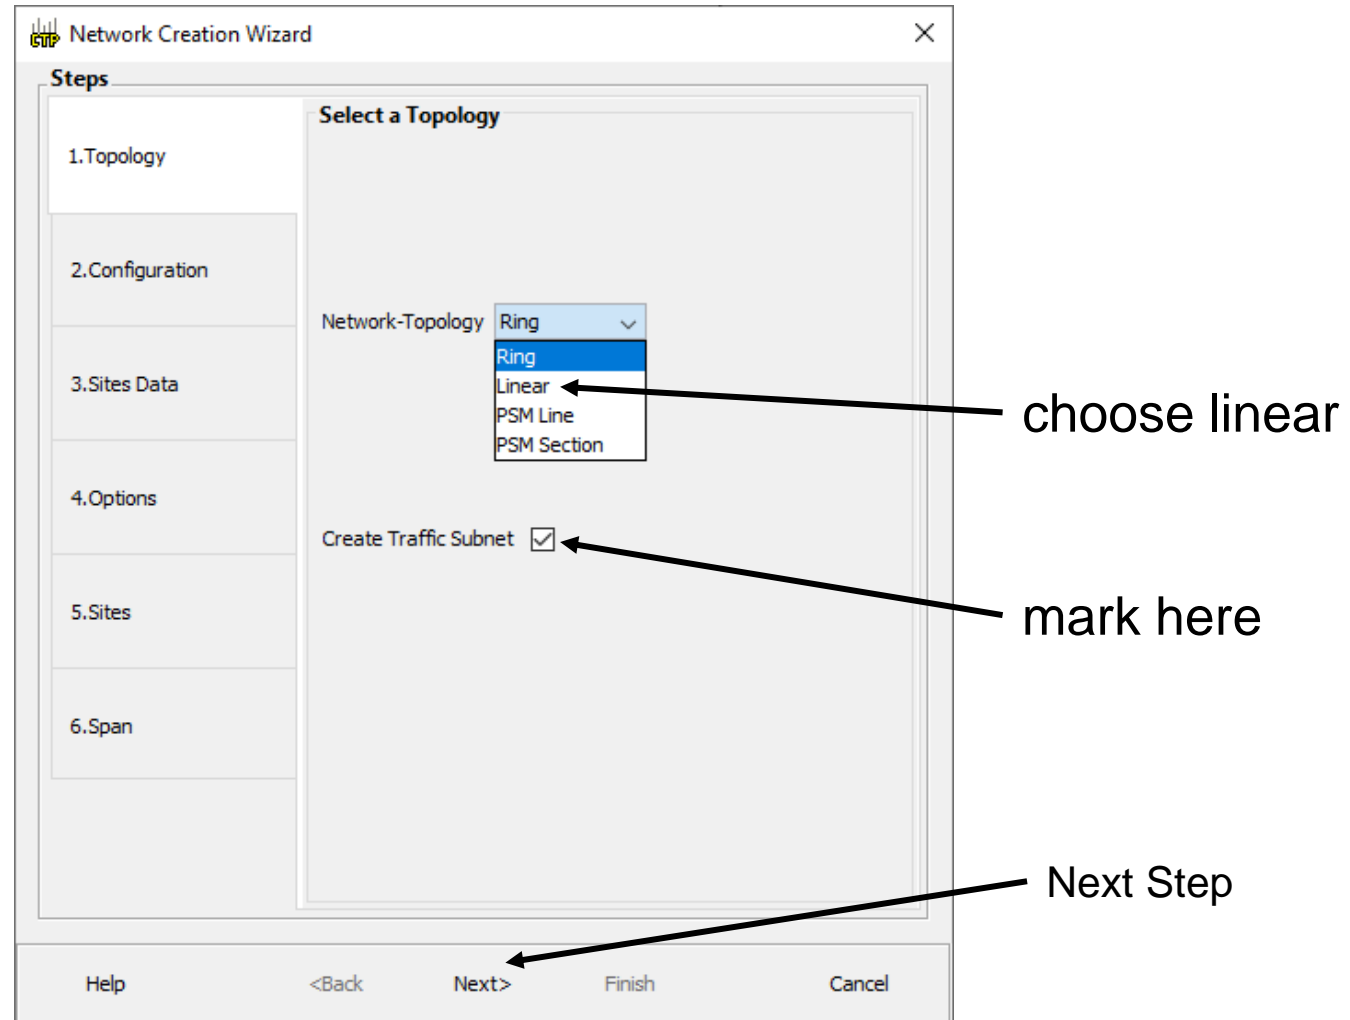 CTP Network Creation Wizard
Steps
Select a Topology
1.Topology
2.Configuration
Network-Topology Ring
Ring
3.Sites Data
Linear
choose linear
PSM Line
PSM Section
4.Options
Create Traffic Subnet
5.Sites
mark here
6.Span
Next Step
Help <Back Next> Finish Cancel